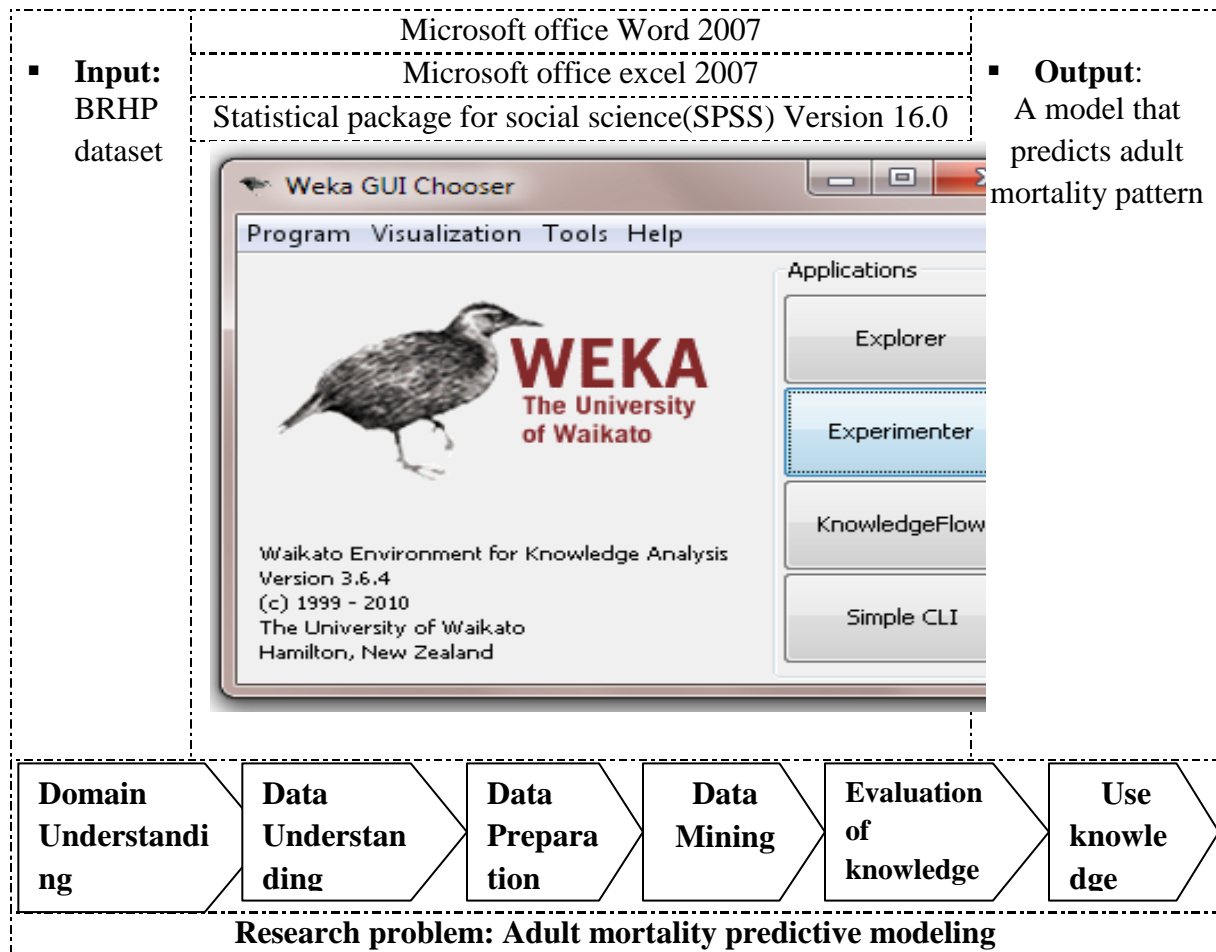 Microsoft office Word 2007
Microsoft office excel 2007
Statistical package for social science(SPSS) Version 16.0
▪ Input:
BRHP
dataset
▪ Output:
A model that
predicts adult
mortality pattern
Weka GUI Chooser
Program Visualization Tools Help
Applications
Explorer
Experimenter
KnowledgeFlow
Simple CLI
WEKA
The University
of Waikato
Waikato Environment for Knowledge Analysis
Version 3.6.4
(c) 1999 - 2010
The University of Waikato
Hamilton, New Zealand
Domain
Understandi
ng
Data
Understan
ding
Data
Prepara
tion
Data
Mining
Evaluation
of
knowledge
Use
knowle
dge
Research problem: Adult mortality predictive modeling